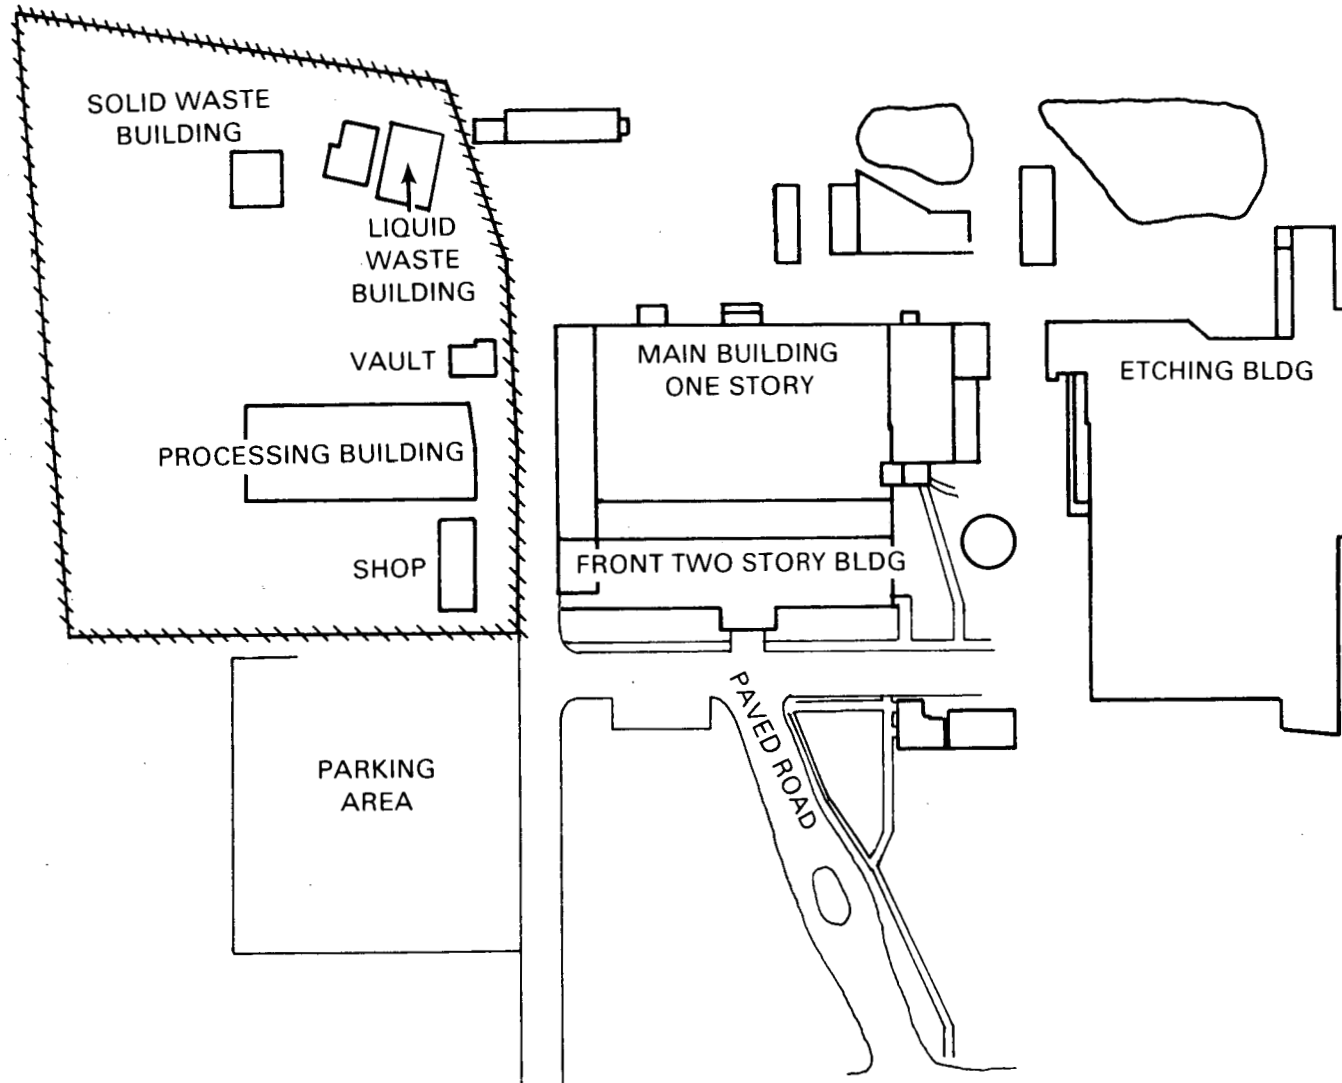 SOLID WASTE
BUILDING
LIQUID
WASTE
BUILDING
VAULT
PROCESSING BUILDING
SHOP
MAIN BUILDING
ONE STORY
FRONT TWO STORY BLDG
ETCHING BLDG
PAVED ROAD
PARKING
AREA